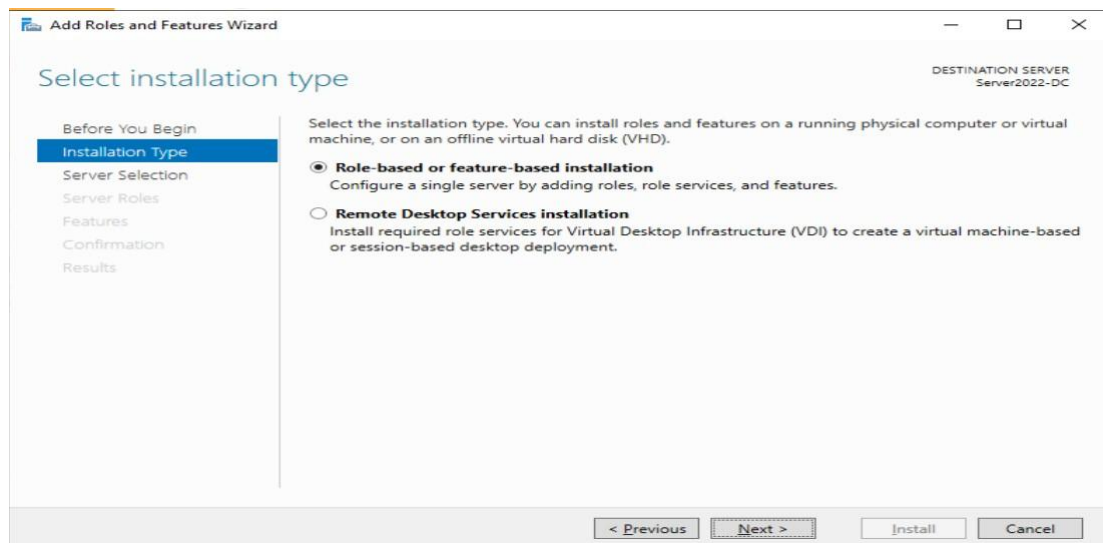 Add Roles and Features Wizard
Select installation type
DESTINATION SERVER
Server2022-DC
Before You Begin
Installation Type
Server Selection
Server Roles
Features
Confirmation
Results
Select the installation type. You can install roles and features on a running physical computer or virtual
machine, or on an offline virtual hard disk (VHD).
Role-based or feature-based installation
Configure a single server by adding roles, role services, and features.
Remote Desktop Services installation
Install required role services for Virtual Desktop Infrastructure (VDI) to create a virtual machine-based
or session-based desktop deployment.
< Previous Next > Install Cancel